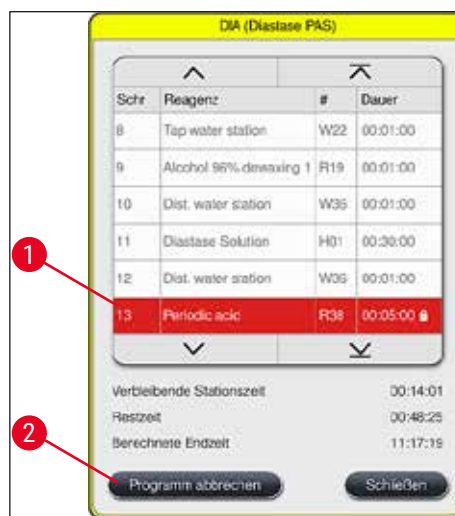 DIA (Diastase PAS)
Schr Reagenz # Dauer
8 Tap water station W22 00:01:00
9 Alcohol 96% dewaxing 1 R19 00:01:00
10 Dist. water station W36 00:01:00
11 Diastase Solution H01 00:30:00
12 Dist. water station W36 00:01:00
1
13 Periodic acid R38 00:05:00
Verbleibende Stationszeit 00:14:01
Restzeit 00:48:25
2
Berechnete Endzeit 11:17:19
Programm abbrechen Schließen